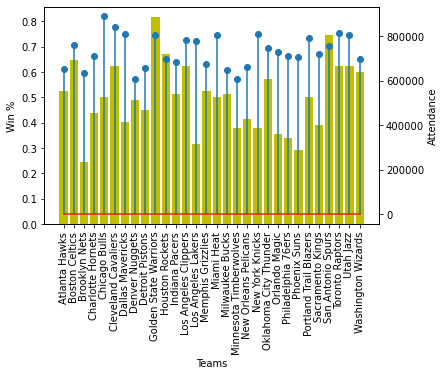 0.8
0.7
0.6
0.5
0.4
0.3
0.2
0.1
0.0
Win %
800000
600000
400000
200000
0
Attendance
Atlanta Hawks
Boston Celtics
Brooklyn Nets
Charlotte Hornets
Chicago Bulls
Cleveland Cavaliers
Dallas Mavericks
Denver Nuggets
Detroit Pistons
Golden State Warriors
Houston Rockets
Indiana Pacers
Los Angeles Clippers
Los Angeles Lakers
Memphis Grizzlies
Miami Heat
Milwaukee Bucks
Minnesota Timberwolves
New Orleans Pelicans
New York Knicks
Oklahoma City Thunder
Orlando Magic
Philadelphia 76ers
Phoenix Suns
Portland Trail Blazers
Sacramento Kings
San Antonio Spurs
Toronto Raptors
Utah Jazz
Washington Wizards
Teams